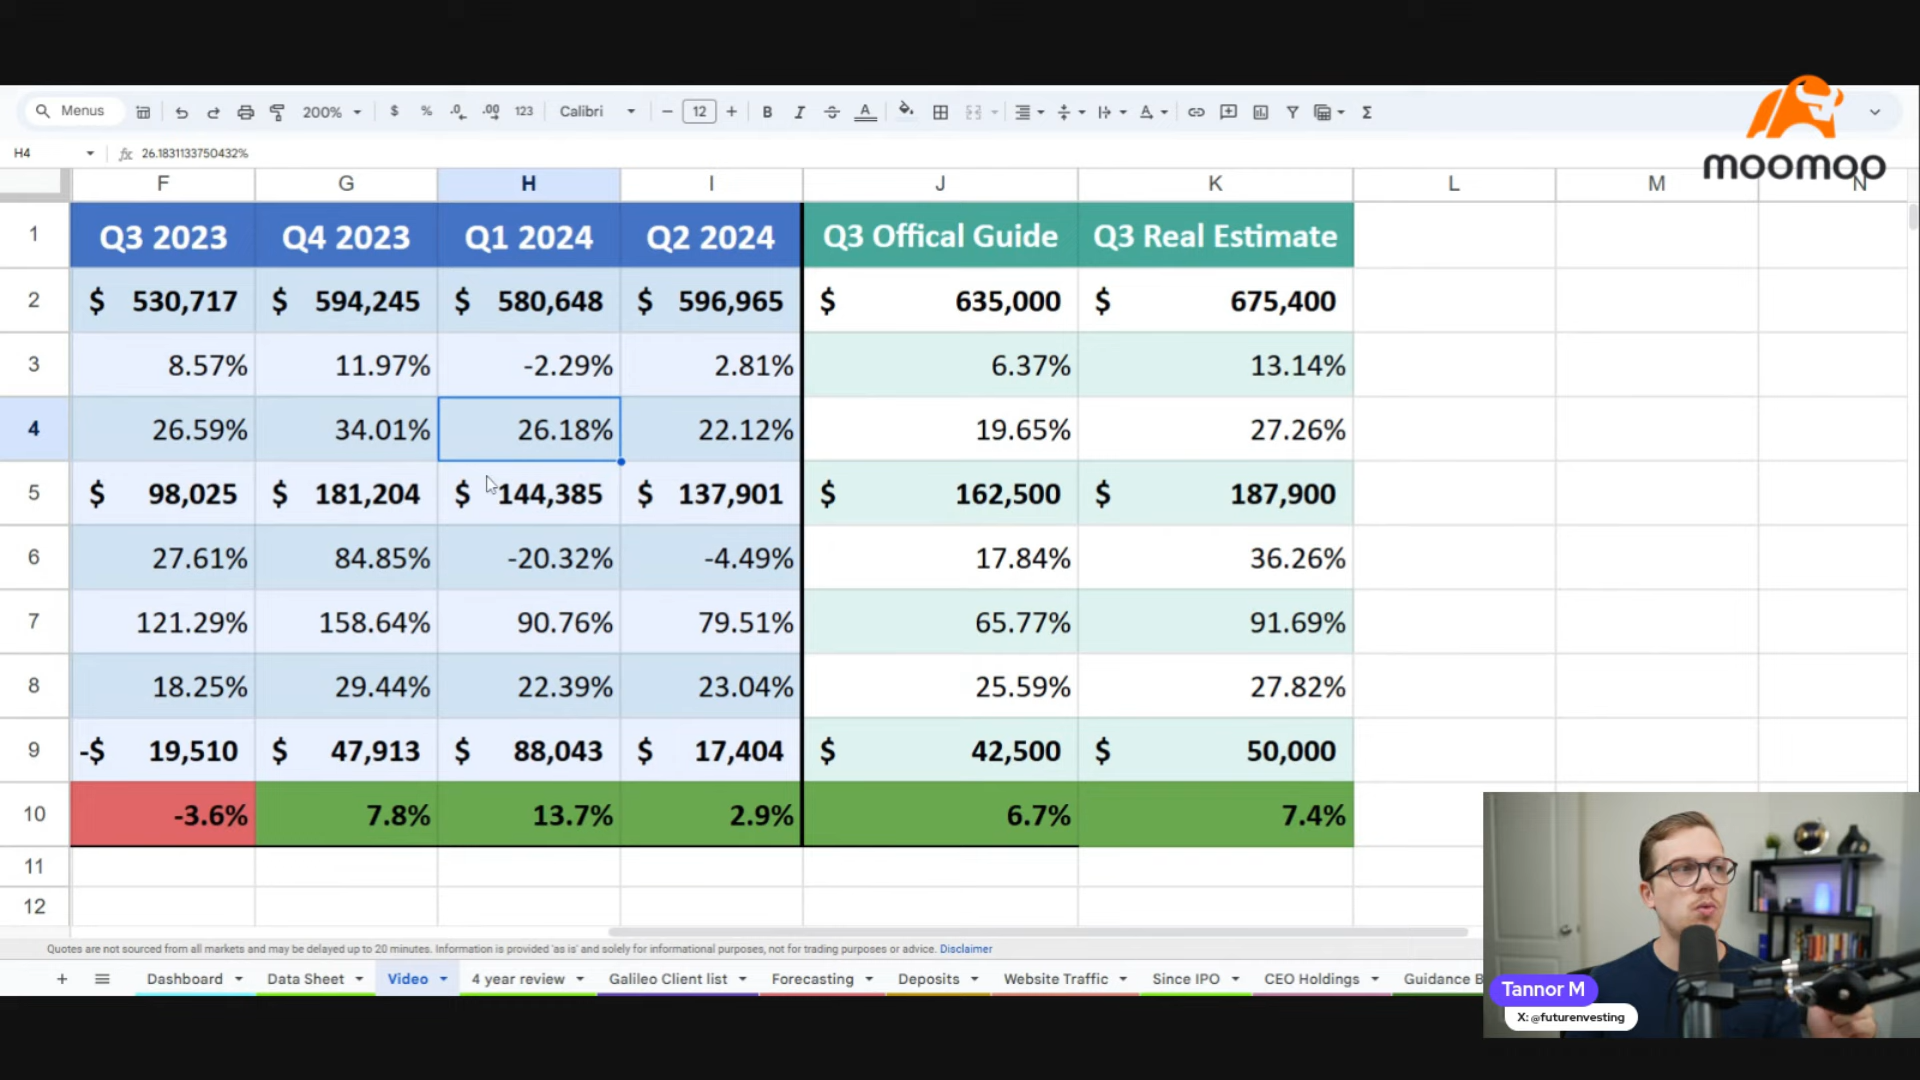 moomoo
Menus 200% $ % .0 .00 123 Calibri − 12 + B I A Σ
H4 fx 26.1831133750432%
F G H I J K L M N
1 Q3 2023 Q4 2023 Q1 2024 Q2 2024 Q3 Offical Guide Q3 Real Estimate
2 $ 530,717 $ 594,245 $ 580,648 $ 596,965 $ 635,000 $ 675,400
3 8.57% 11.97% -2.29% 2.81% 6.37% 13.14%
4 26.59% 34.01% 26.18% 22.12% 19.65% 27.26%
5 $ 98,025 $ 181,204 $ 144,385 $ 137,901 $ 162,500 $ 187,900
6 27.61% 84.85% -20.32% -4.49% 17.84% 36.26%
7 121.29% 158.64% 90.76% 79.51% 65.77% 91.69%
8 18.25% 29.44% 22.39% 23.04% 25.59% 27.82%
9 -$ 19,510 $ 47,913 $ 88,043 $ 17,404 $ 42,500 $ 50,000
10 -3.6% 7.8% 13.7% 2.9% 6.7% 7.4%
11
12
Quotes are not sourced from all markets and may be delayed up to 20 minutes. Information is provided 'as is' and solely for informational purposes, not for trading purposes or advice. Disclaimer
+ Dashboard Data Sheet Video 4 year review Galileo Client list Forecasting Deposits Website Traffic Since IPO CEO Holdings Guidance B
Tannor M
X: @futurenvesting